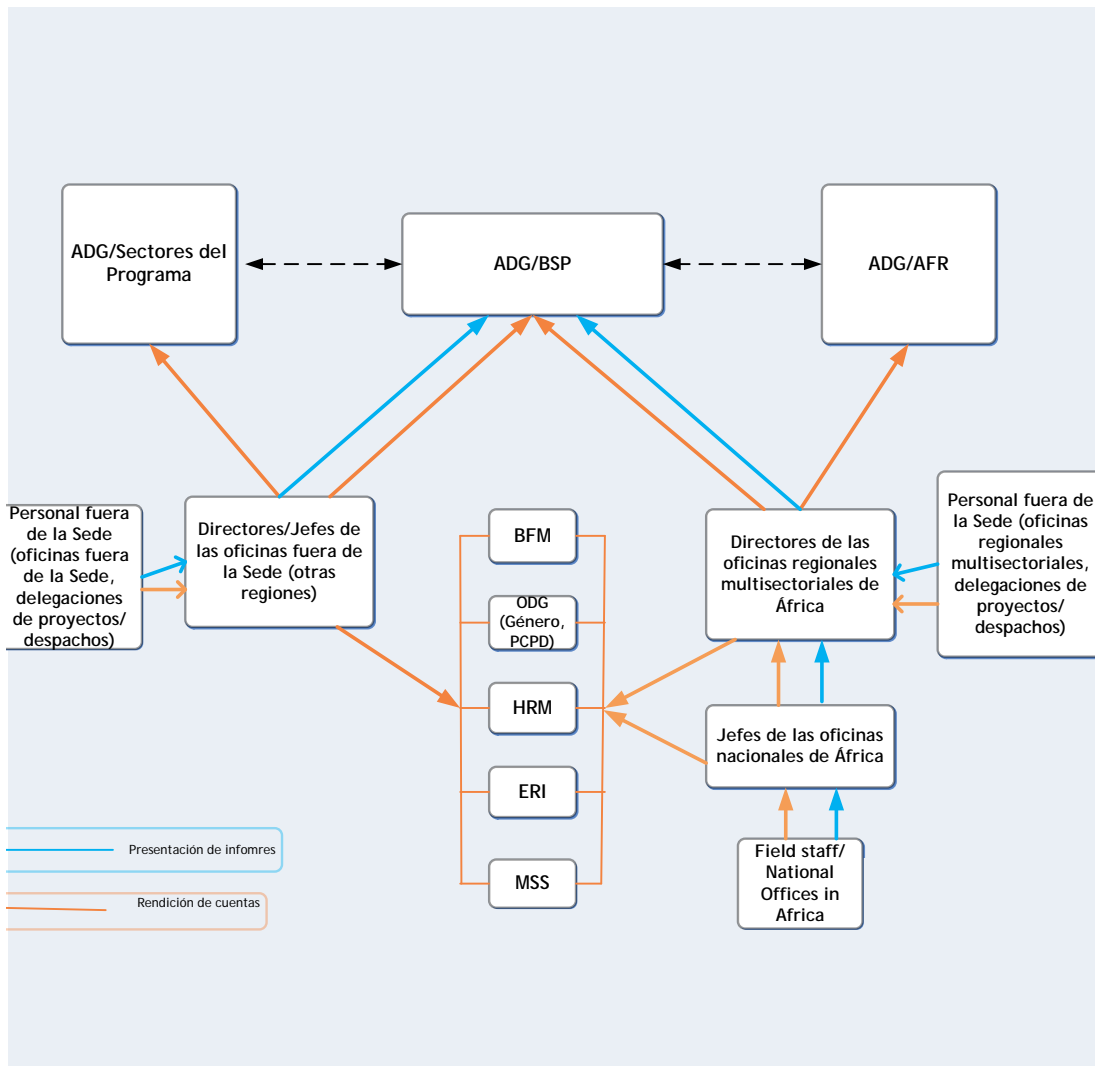 ADG/Sectores del
Programa
ADG/BSP
ADG/AFR
Personal fuera
de la Sede
(oficinas fuera
de la Sede,
delegaciones
de proyectos/
despachos)
Directores/Jefes de
las oficinas fuera de
la Sede (otras
regiones)
BFM
ODG
(Género,
PCPD)
HRM
ERI
MSS
Directores de las
oficinas regionales
multisectoriales de
África
Personal fuera de
la Sede (oficinas
regionales
multisectoriales,
delegaciones de
proyectos/
despachos)
Jefes de las oficinas
nacionales de África
Field staff/
National
Offices in
Africa
Presentación de infomres
Rendición de cuentas